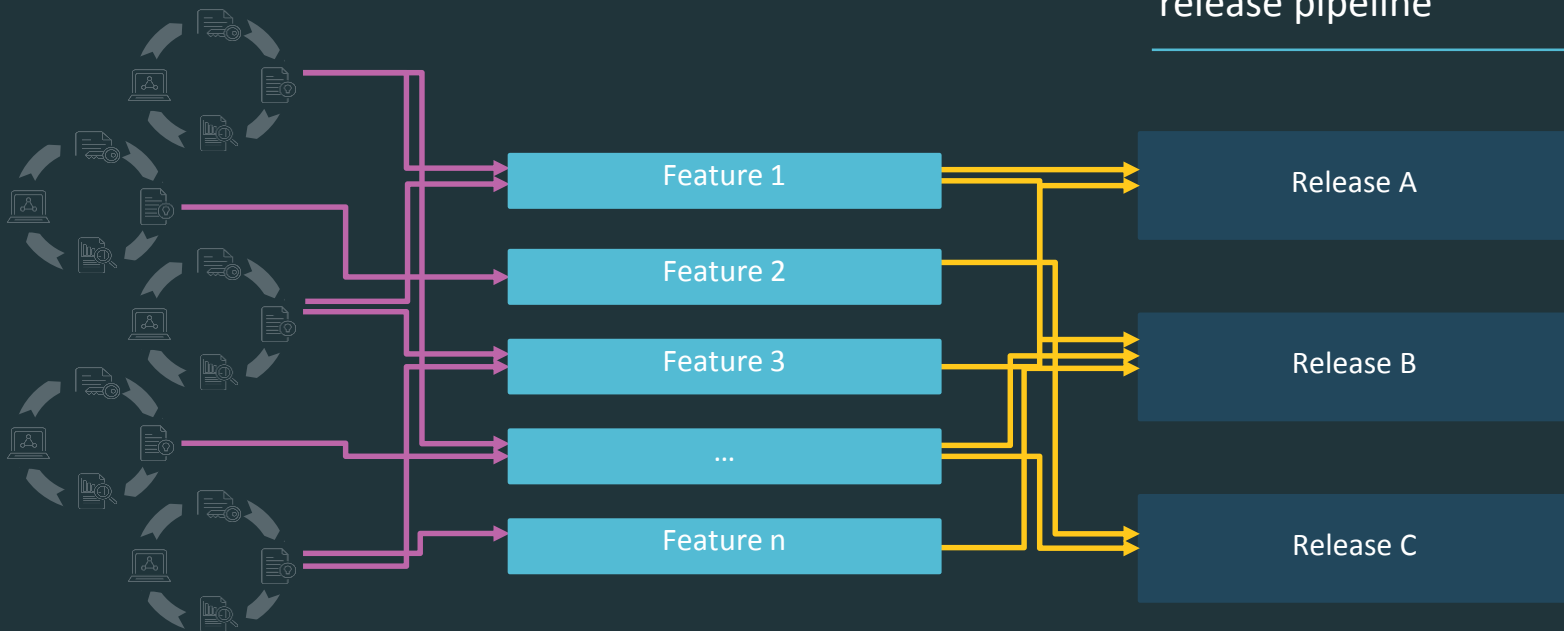 release pipeline
Feature 1
Feature 2
Feature 3
...
Feature n
Release A
Release B
Release C